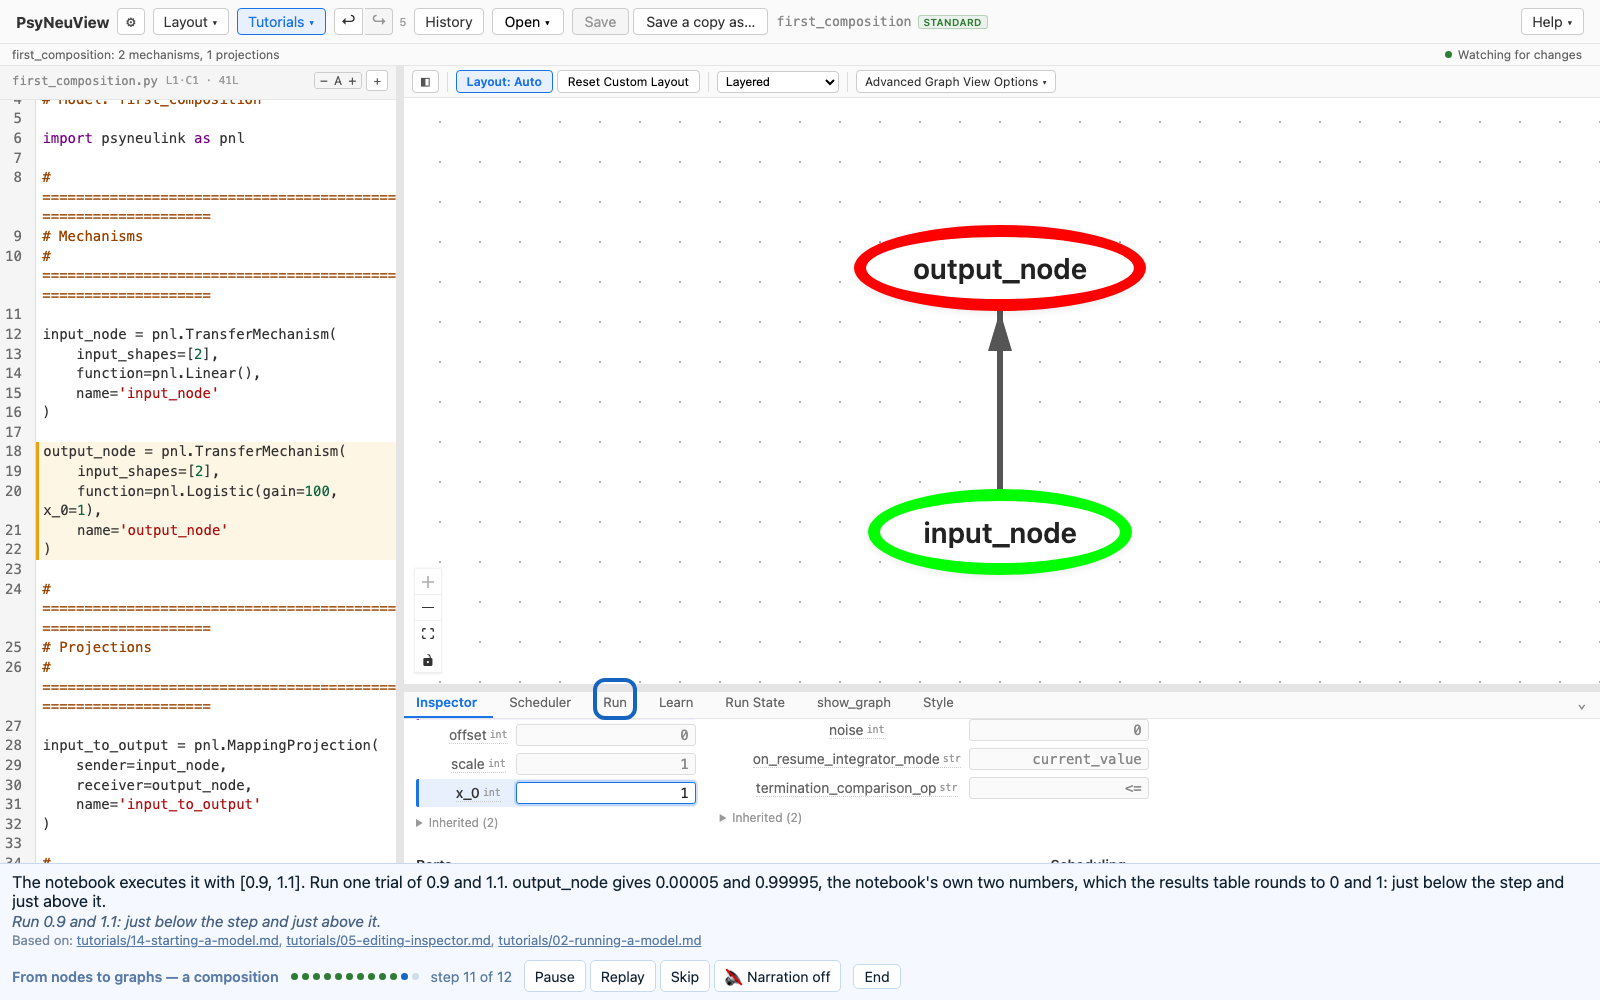 PsyNeuView ⚙ Layout ▾ Tutorials ▾ ↩ ↪ 5 History Open ▾ Save Save a copy as... first_composition STANDARD Help ▾
first_composition: 2 mechanisms, 1 projections Watching for changes
first_composition.py L1·C1 · 41L − A + +
Layout: Auto Reset Custom Layout Layered Advanced Graph View Options ▾
4 # Model: first_composition
5
6 import psyneulink as pnl
7
8 #
==========================================
====================
9 # Mechanisms
10 #
==========================================
====================
11
12 input_node = pnl.TransferMechanism(
13 input_shapes=[2],
14 function=pnl.Linear(),
15 name='input_node'
16 )
17
18 output_node = pnl.TransferMechanism(
19 input_shapes=[2],
20 function=pnl.Logistic(gain=100,
x_0=1),
21 name='output_node'
22 )
23
24 #
==========================================
====================
25 # Projections
26 #
==========================================
====================
27
28 input_to_output = pnl.MappingProjection(
29 sender=input_node,
30 receiver=output_node,
31 name='input_to_output'
32 )
33
34 #
output_node
input_node
Inspector Scheduler Run Learn Run State show_graph Style
offset int 0
scale int 1
x_0 int 1
▶ Inherited (2)
noise int 0
on_resume_integrator_mode str current_value
termination_comparison_op str <=
▶ Inherited (2)
Ports Scheduling
The notebook executes it with [0.9, 1.1]. Run one trial of 0.9 and 1.1. output_node gives 0.00005 and 0.99995, the notebook's own two numbers, which the results table rounds to 0 and 1: just below the step and
just above it.
Run 0.9 and 1.1: just below the step and just above it.
Based on: tutorials/14-starting-a-model.md, tutorials/05-editing-inspector.md, tutorials/02-running-a-model.md
From nodes to graphs — a composition step 11 of 12 Pause Replay Skip Narration off End